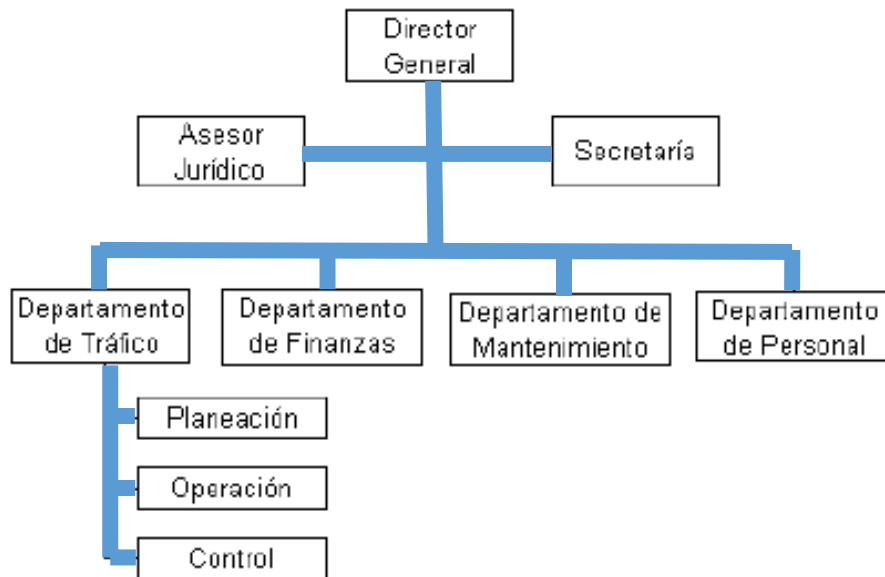 Director
General
Asesor
Jurídico
Secretaría
Departamento
de Tráfico
Departamento
de Finanzas
Departamento de
Mantenimiento
Departamento
de Personal
Planeación
Operación
Control